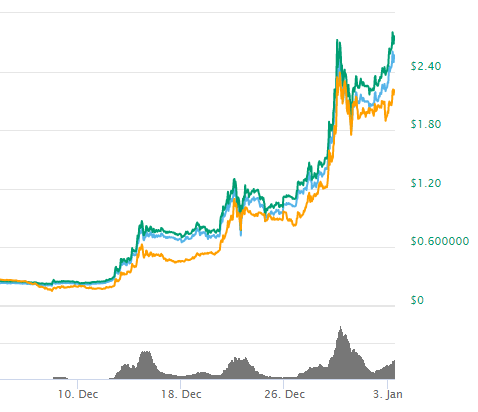 $2.40
$1.80
$1.20
$0.600000
$0
10. Dec
18. Dec
26. Dec
3. Jan